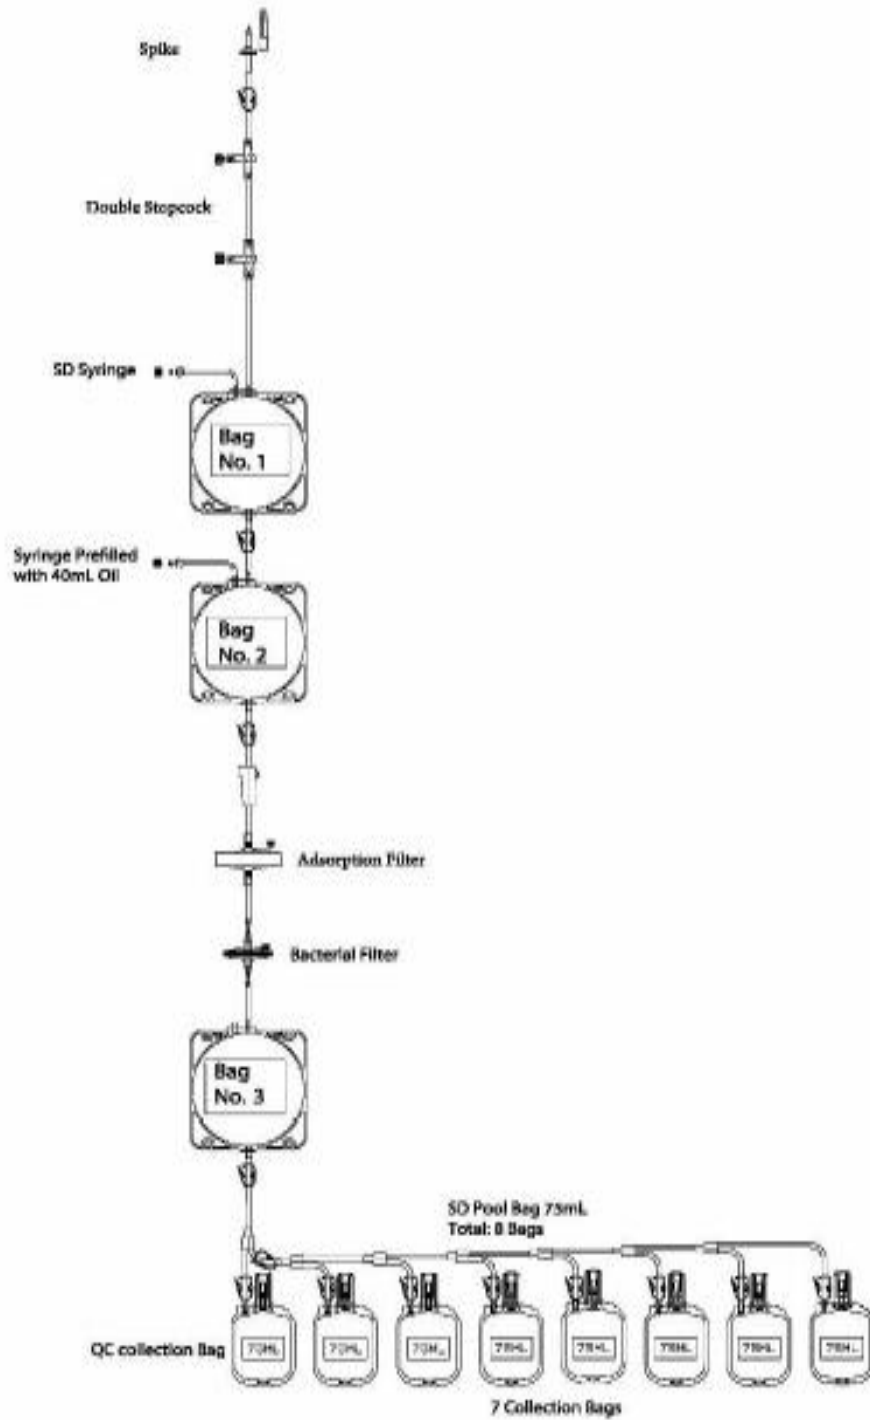 Spike
Double Stopcock
SD Syringe
Bag
No. 1
Syringe Prefilled
with 40mL Oil
Bag
No. 2
Adsorption Filter
Bacterial Filter
Bag
No. 3
SD Pool Bag 75mL
Total: 8 Bags
QC collection Bag
75ML
75ML
75ML
75ML
75ML
75ML
75ML
7 Collection Bags